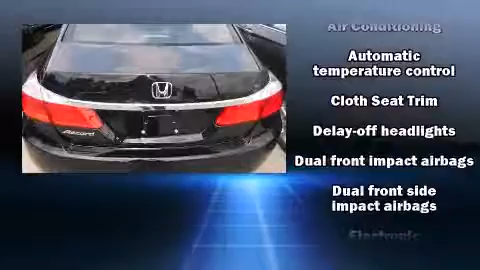 Air Conditioning
Automatic
temperature control
Cloth Seat Trim
Delay-off headlights
Dual front impact airbags
Dual front side
impact airbags
Electronic
Accord